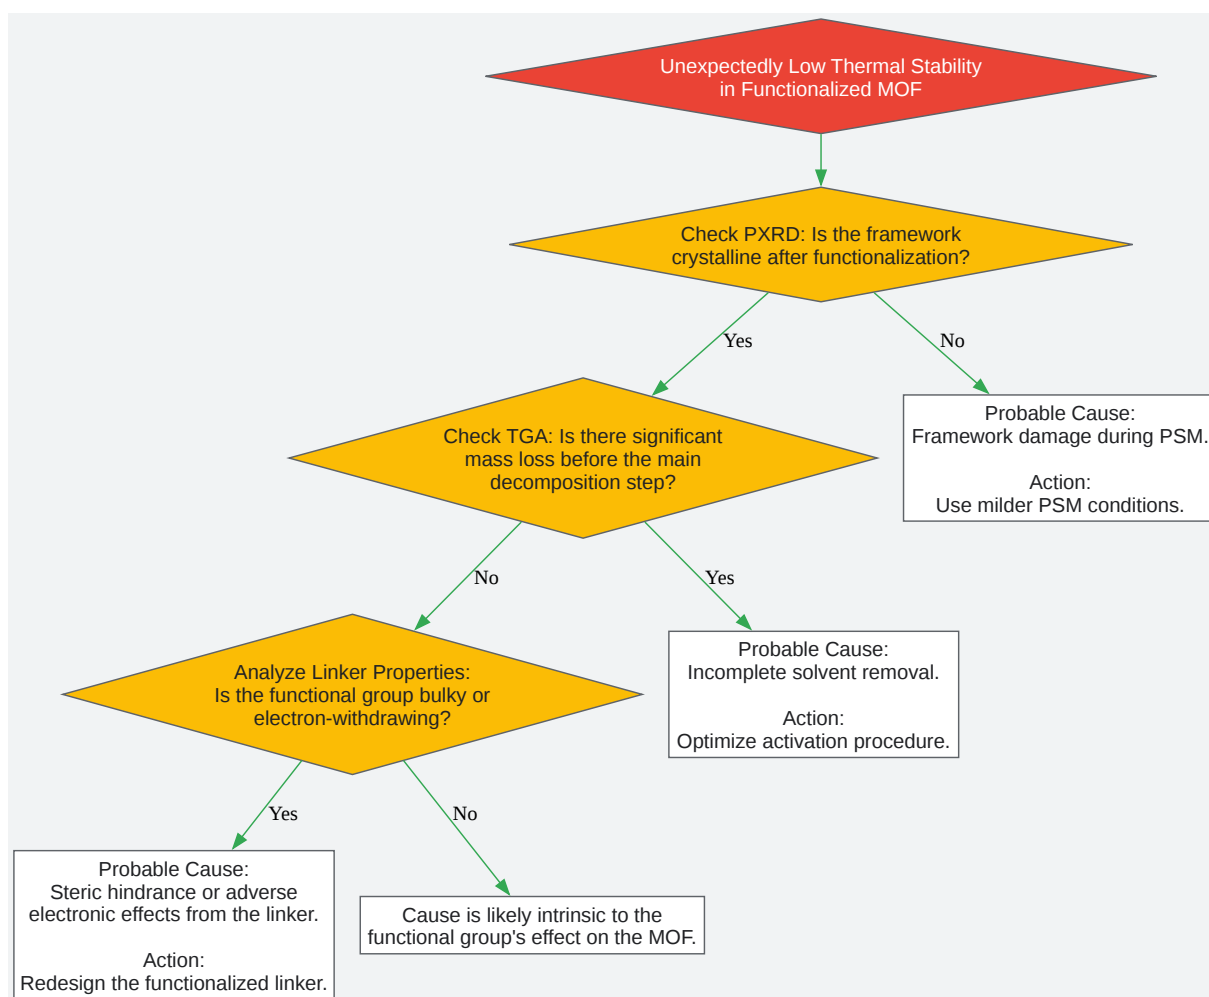 Unexpectedly Low Thermal Stability
in Functionalized MOF
Check PXRD: Is the framework
crystalline after functionalization?
Yes
No
Check TGA: Is there significant
mass loss before the main
decomposition step?
Probable Cause:
Framework damage during PSM.
Action:
Use milder PSM conditions.
No
Yes
Analyze Linker Properties:
Is the functional group bulky or
electron-withdrawing?
Probable Cause:
Incomplete solvent removal.
Action:
Optimize activation procedure.
Yes
No
Probable Cause:
Steric hindrance or adverse
electronic effects from the linker.
Action:
Redesign the functionalized linker.
Cause is likely intrinsic to the
functional group's effect on the MOF.